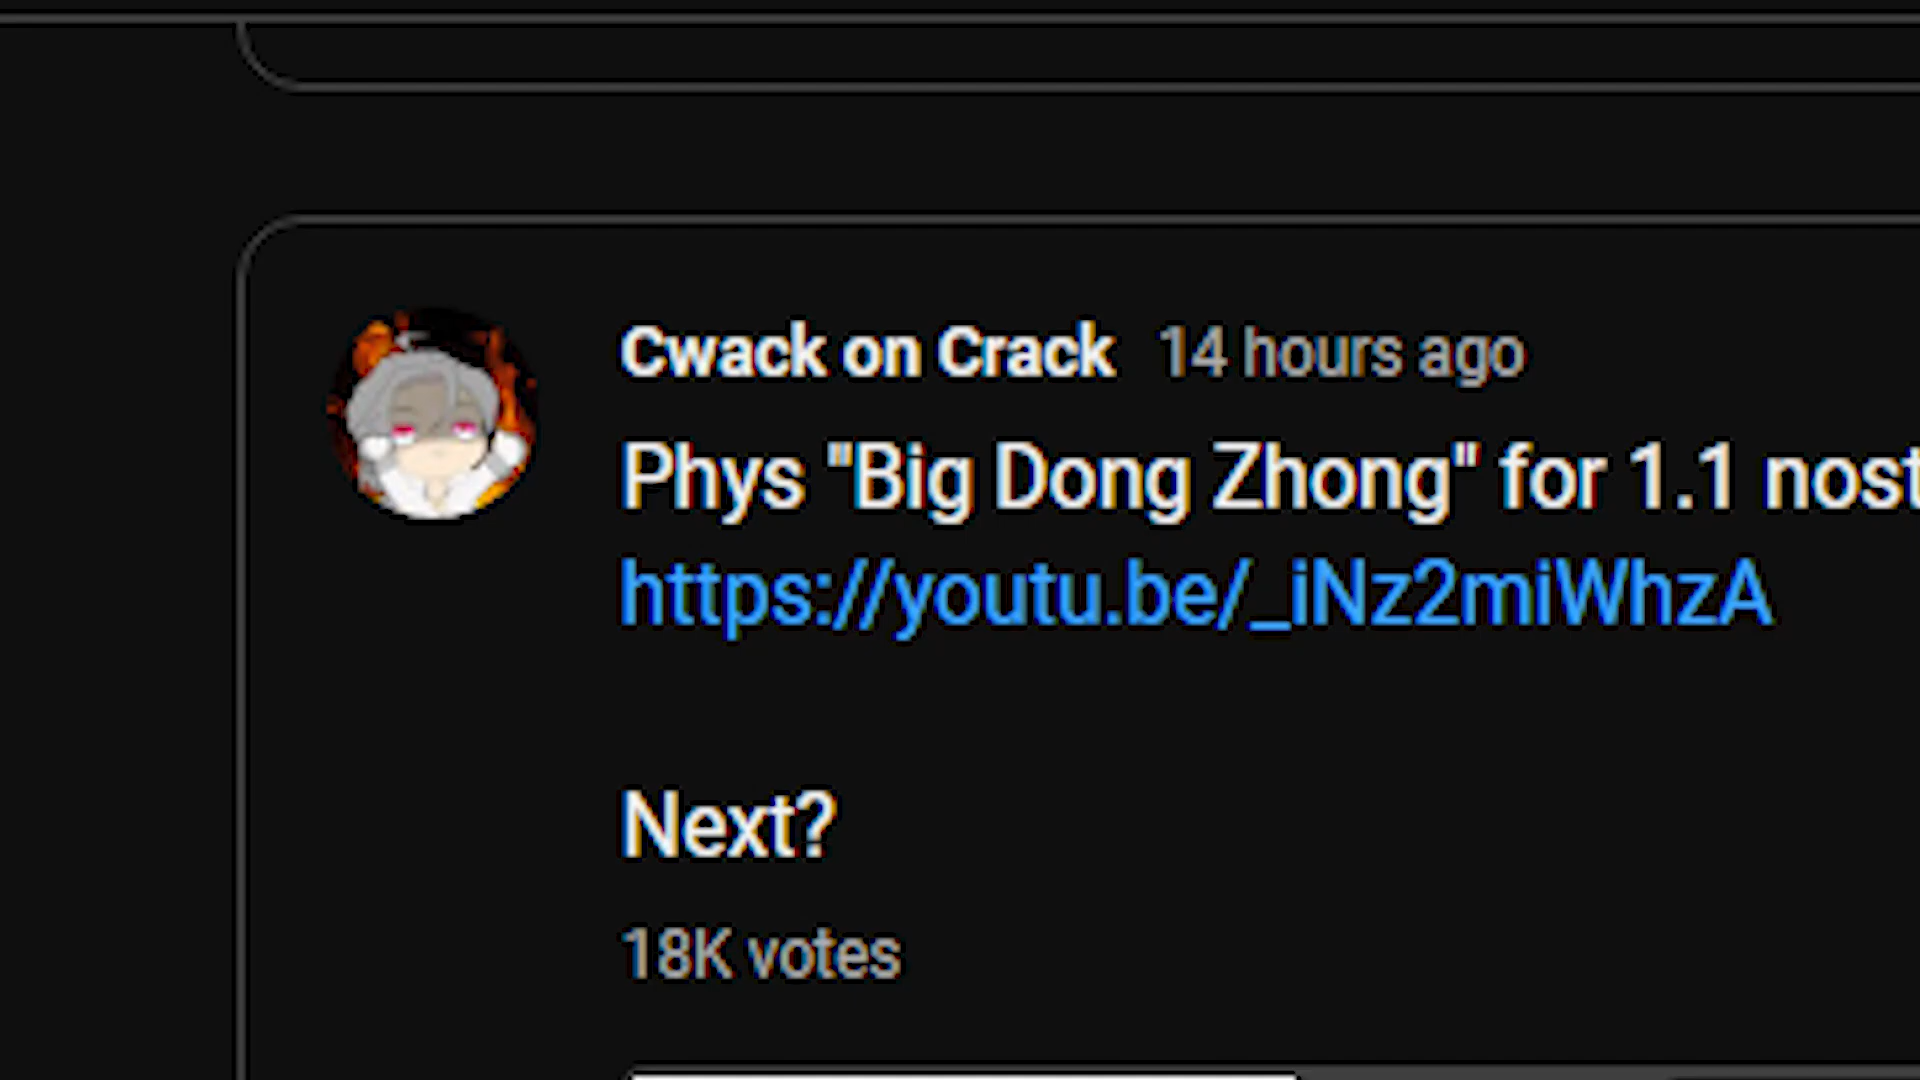 Cwack on Crack 14 hours ago
Phys "Big Dong Zhong" for 1.1 nost
https://youtu.be/_iNz2miWhzA
Next?
18K votes